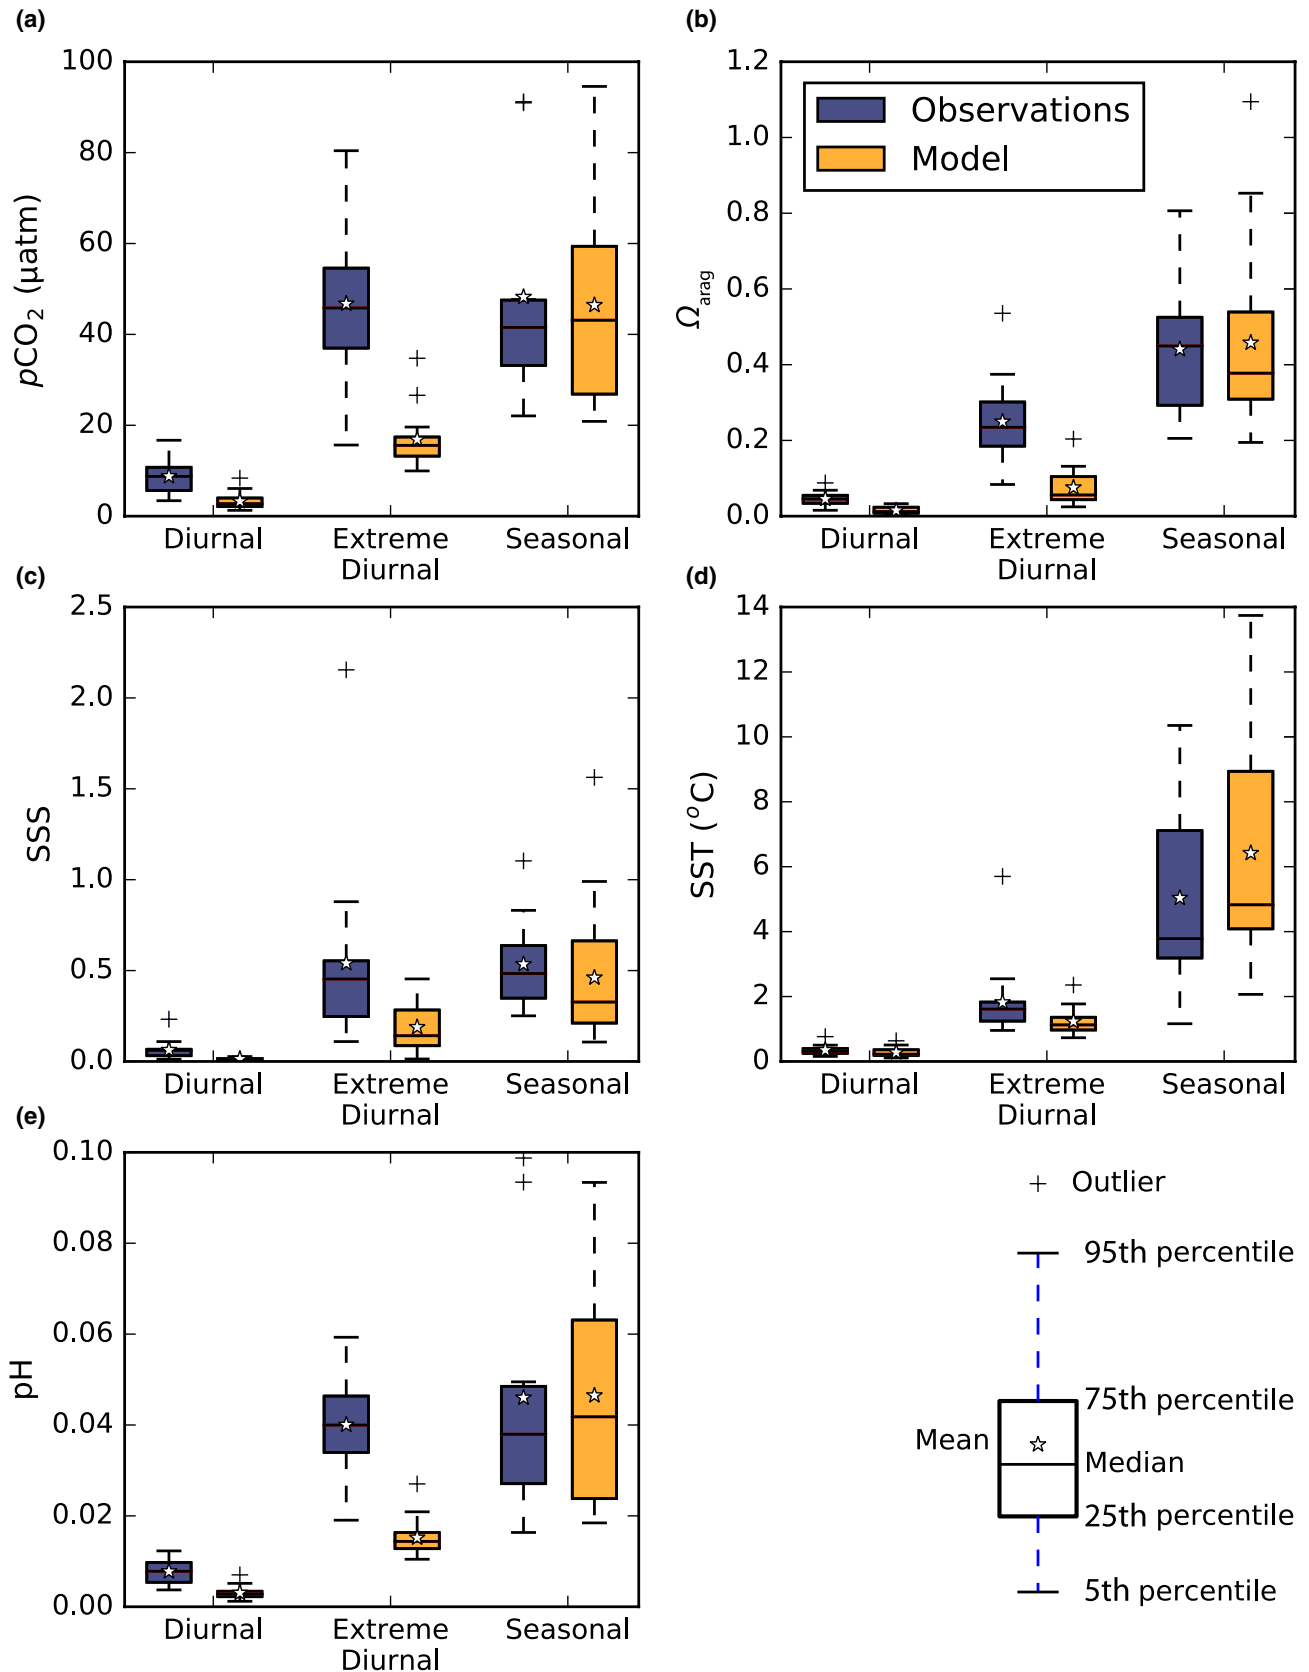 (a)
100
80
60
40
20
0
pCO2 (μatm)
Diurnal
Extreme
Diurnal
Seasonal
(b)
1.2
1.0
0.8
0.6
0.4
0.2
0.0
Ωarag
Observations
Model
Diurnal
Extreme
Diurnal
Seasonal
(c)
2.5
2.0
1.5
1.0
0.5
0.0
SSS
Diurnal
Extreme
Diurnal
Seasonal
(d)
14
12
10
8
6
4
2
0
SST (°C)
Diurnal
Extreme
Diurnal
Seasonal
(e)
0.10
0.08
0.06
0.04
0.02
0.00
pH
Diurnal
Extreme
Diurnal
Seasonal
Outlier
95th percentile
75th percentile
Mean
Median
25th percentile
5th percentile